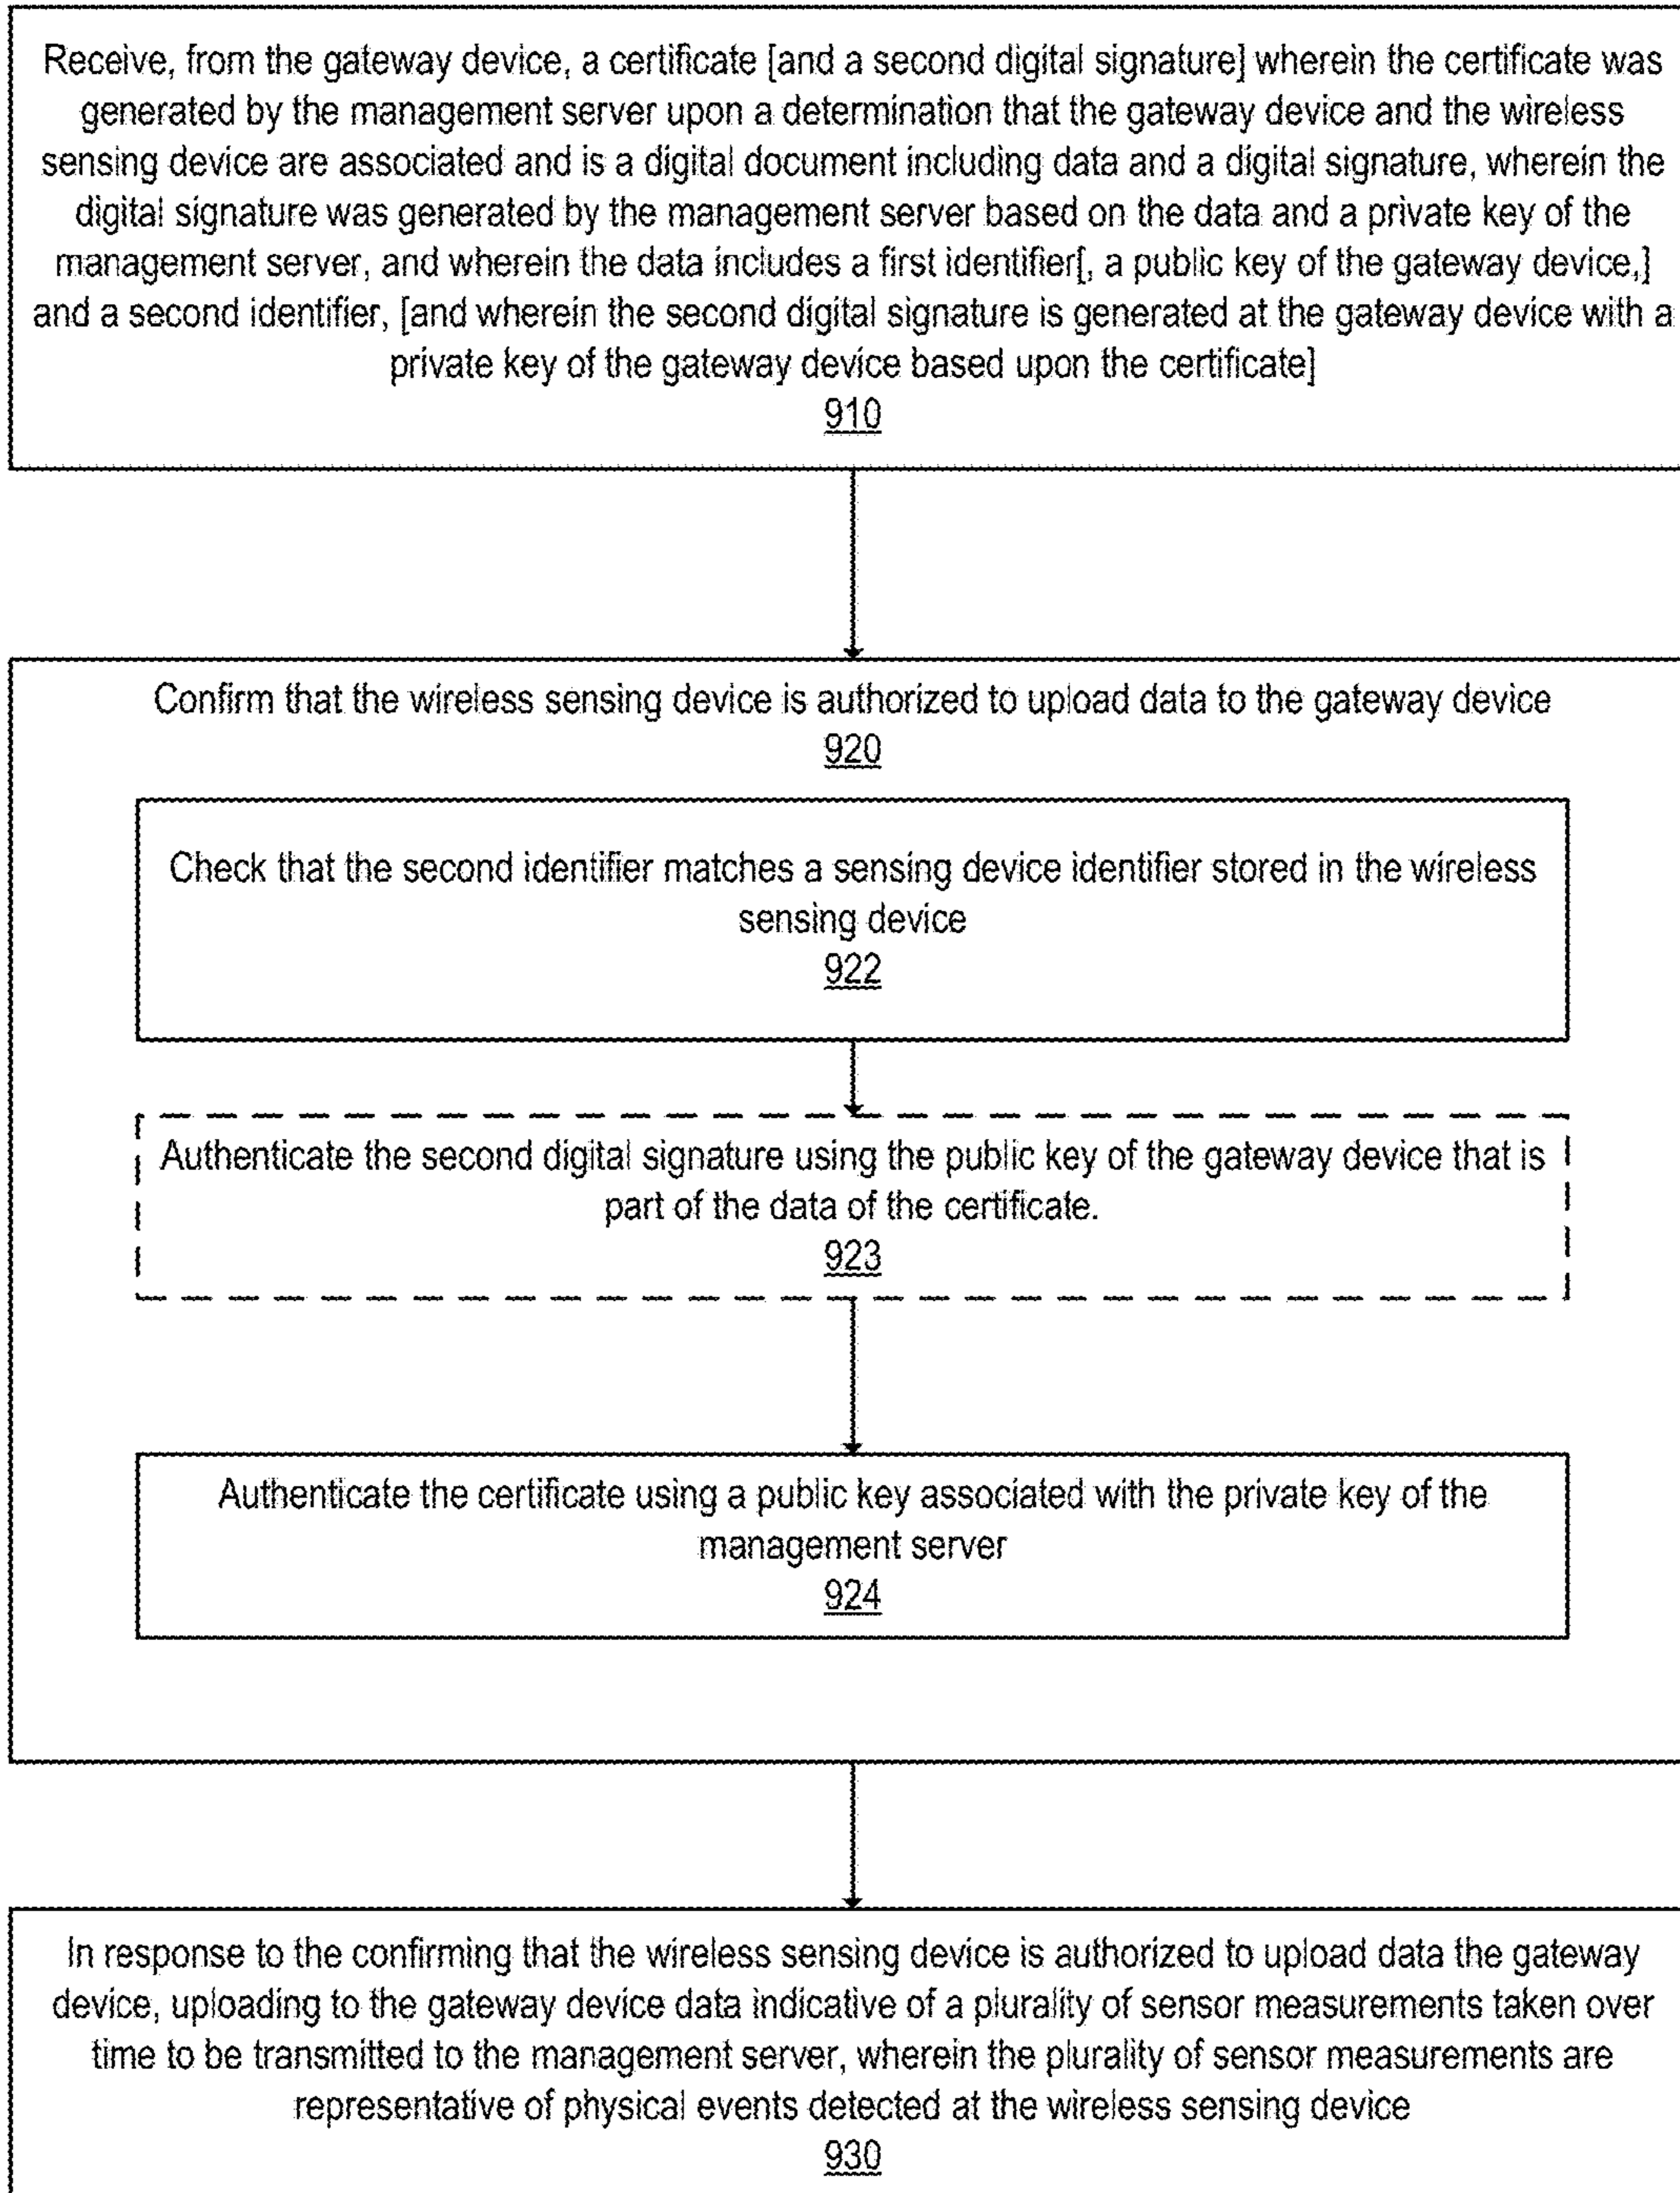 Receive, from the gateway device, a certificate [and a second digital signature] wherein the certificate was
generated by the management server upon a determination that the gateway device and the wireless
sensing device are associated and is a digital document including data and a digital signature, wherein the
digital signature was generated by the management server based on the data and a private key of the
management server, and wherein the data includes a first identifier[, a public key of the gateway device,]
and a second identifier, [and wherein the second digital signature is generated at the gateway device with a
private key of the gateway device based upon the certificate]
910
Confirm that the wireless sensing device is authorized to upload data to the gateway device
920
Check that the second identifier matches a sensing device identifier stored in the wireless
sensing device
922
Authenticate the second digital signature using the public key of the gateway device that is
part of the data of the certificate.
923
Authenticate the certificate using a public key associated with the private key of the
management server
924
In response to the confirming that the wireless sensing device is authorized to upload data the gateway
device, uploading to the gateway device data indicative of a plurality of sensor measurements taken over
time to be transmitted to the management server, wherein the plurality of sensor measurements are
representative of physical events detected at the wireless sensing device
930